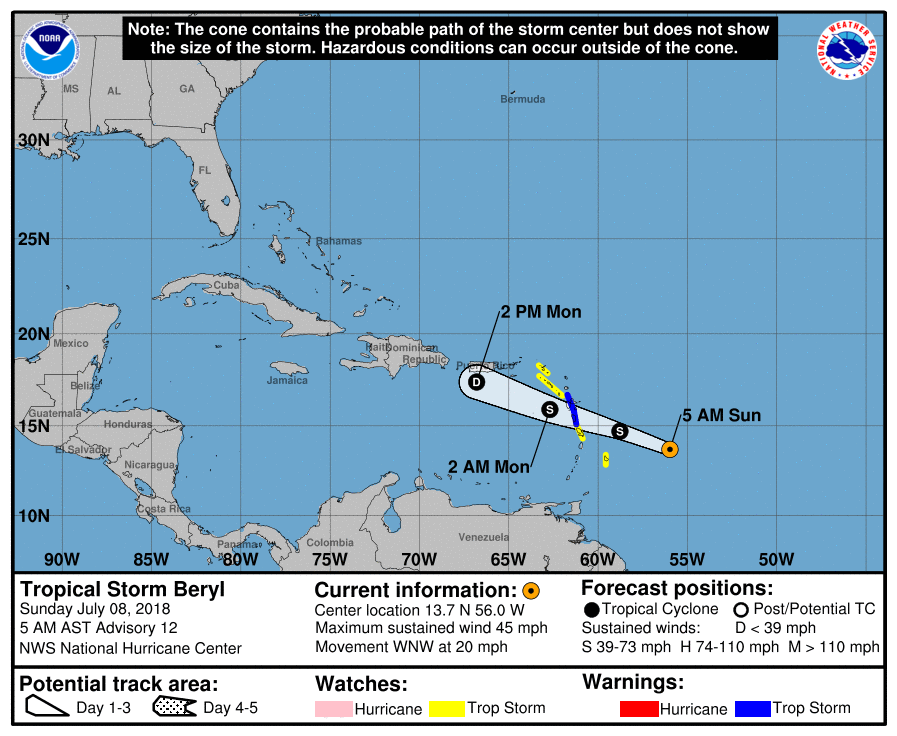 Note: The cone contains the probable path of the storm center but does not show
the size of the storm. Hazardous conditions can occur outside of the cone.
NOAA
NATIONAL WEATHER SERVICE
MS
AL
GA
Bermuda
30N
FL
25N
Bahamas
Cuba
20N
2 PM Mon
Mexico
Haiti
Dominican
Republic
Puerto Rico
Jamaica
D
Belize
Guatemala
S
5 AM Sun
15N
Honduras
S
El Salvador
2 AM Mon
Nicaragua
Costa Rica
10N
Panama
Colombia
Venezuela
90W 85W 80W 75W 70W 65W 60W 55W 50W
Tropical Storm Beryl
Sunday July 08, 2018
5 AM AST Advisory 12
NWS National Hurricane Center
Current information:
Center location 13.7 N 56.0 W
Maximum sustained wind 45 mph
Movement WNW at 20 mph
Forecast positions:
Tropical Cyclone Post/Potential TC
Sustained winds: D < 39 mph
S 39-73 mph H 74-110 mph M > 110 mph
Potential track area:
Day 1-3 Day 4-5
Watches:
Hurricane Trop Storm
Warnings:
Hurricane Trop Storm